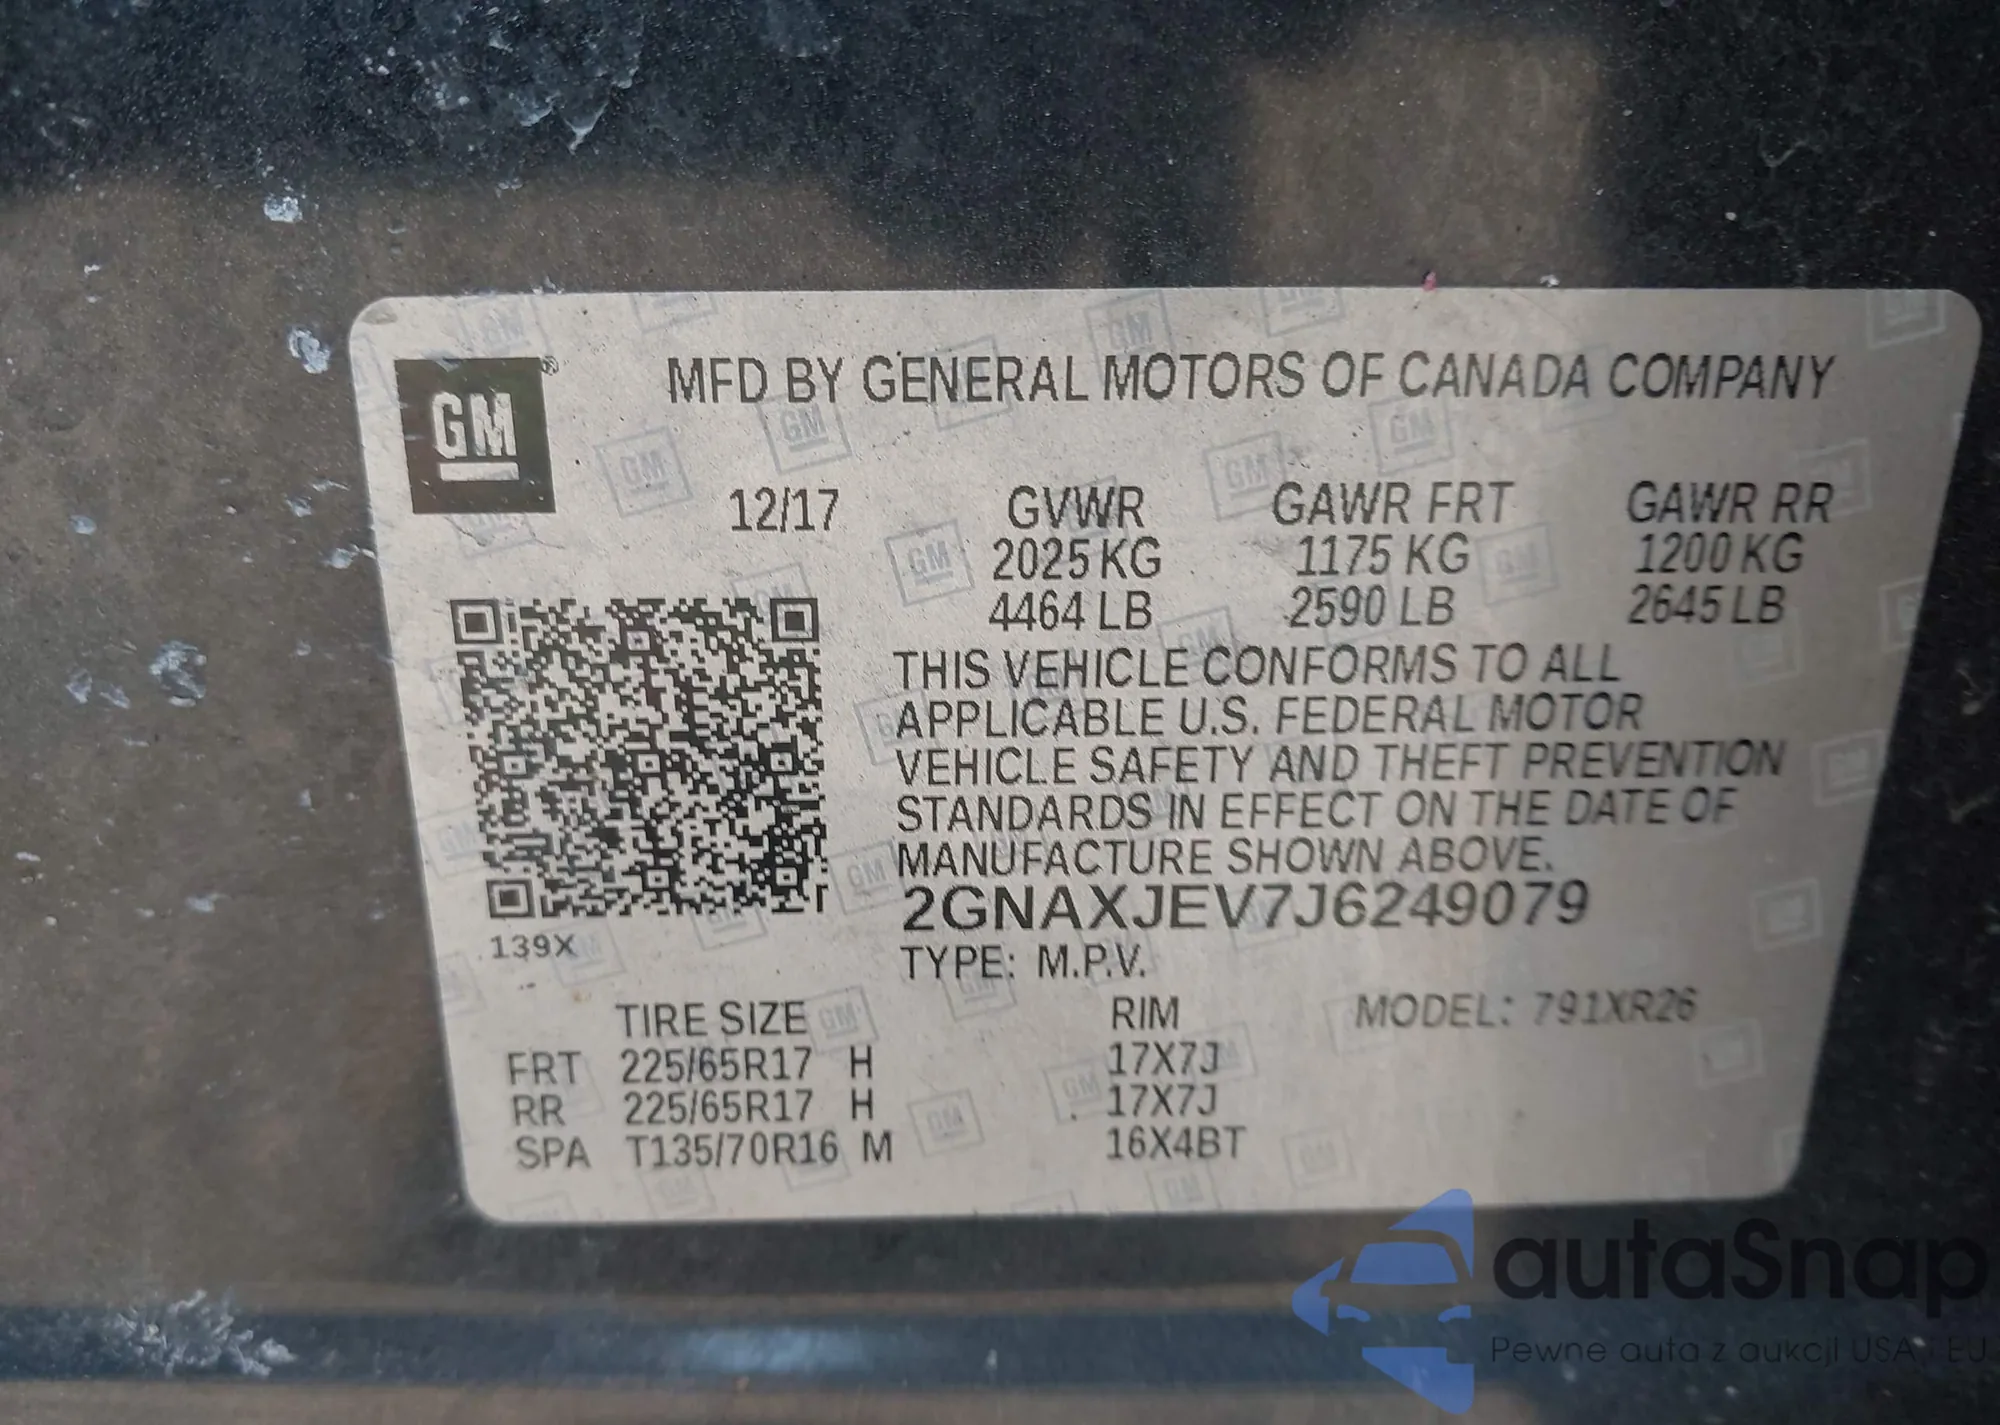 GM®
MFD BY GENERAL MOTORS OF CANADA COMPANY
12/17 GVWR GAWR FRT GAWR RR
2025 KG 1175 KG 1200 KG
4464 LB 2590 LB 2645 LB
THIS VEHICLE CONFORMS TO ALL
APPLICABLE U.S. FEDERAL MOTOR
VEHICLE SAFETY AND THEFT PREVENTION
STANDARDS IN EFFECT ON THE DATE OF
MANUFACTURE SHOWN ABOVE.
2GNAXJEV7J6249079
139X
TYPE: M.P.V.
TIRE SIZE RIM MODEL: 791XR26
FRT 225/65R17 H 17X7J
RR 225/65R17 H 17X7J
SPA T135/70R16 M 16X4BT
autaSnap
Pewne auta z aukcji USA i EU